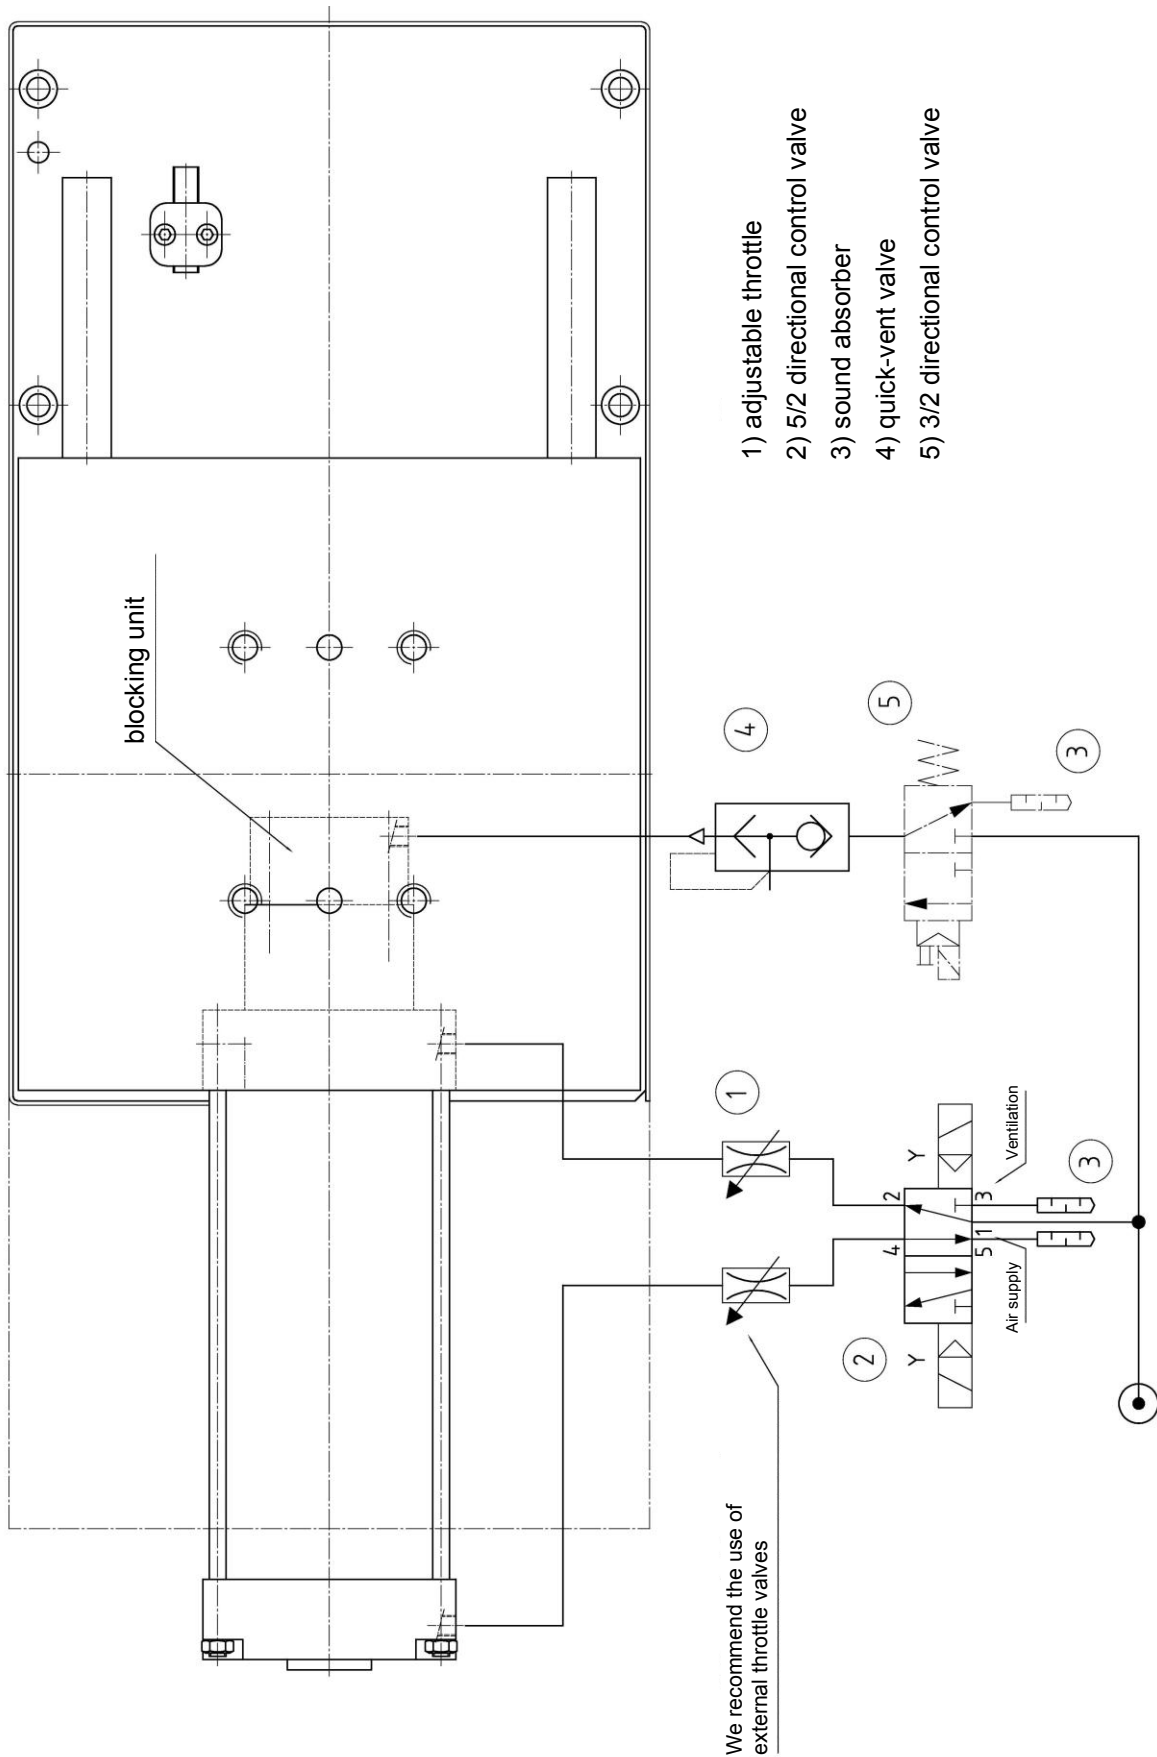 blocking unit
1) adjustable throttle
2) 5/2 directional control valve
3) sound absorber
4) quick-vent valve
5) 3/2 directional control valve
4
5
3
1
We recommend the use of
external throttle valves
2
Y
Y
4
2
5
1
3
Air supply
Ventilation
3